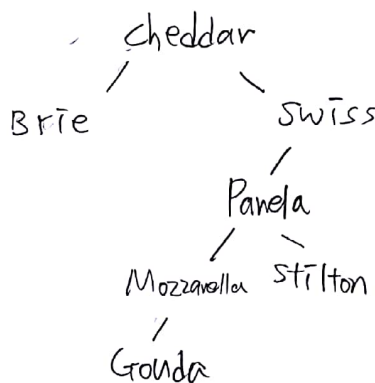 Cheddar
Brie
Swiss
Panela
Mozzarella
Stilton
Gouda